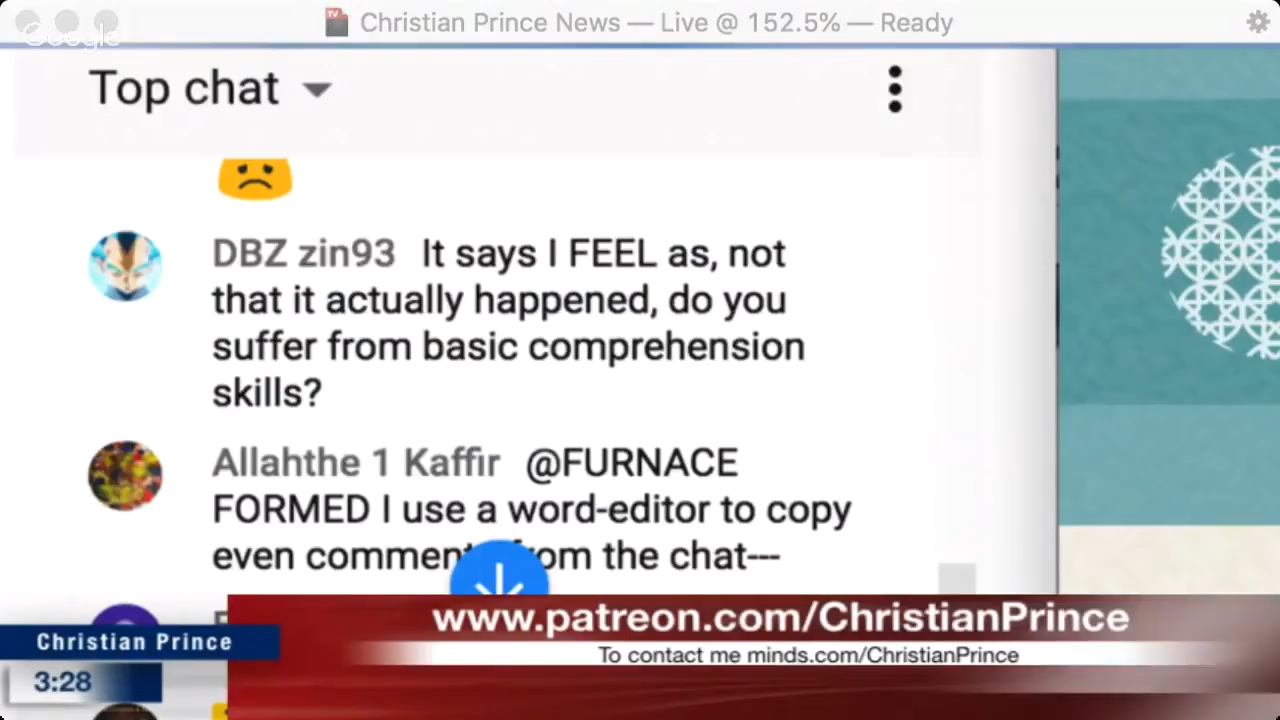 Christian Prince News — Live @ 152.5% — Ready
Google
Top chat
DBZ zin93 It says I FEEL as, not
that it actually happened, do you
suffer from basic comprehension
skills?
Allahthe 1 Kaffir @FURNACE
FORMED I use a word-editor to copy
even comment from the chat---
www.patreon.com/ChristianPrince
Christian Prince
To contact me minds.com/ChristianPrince
3:28